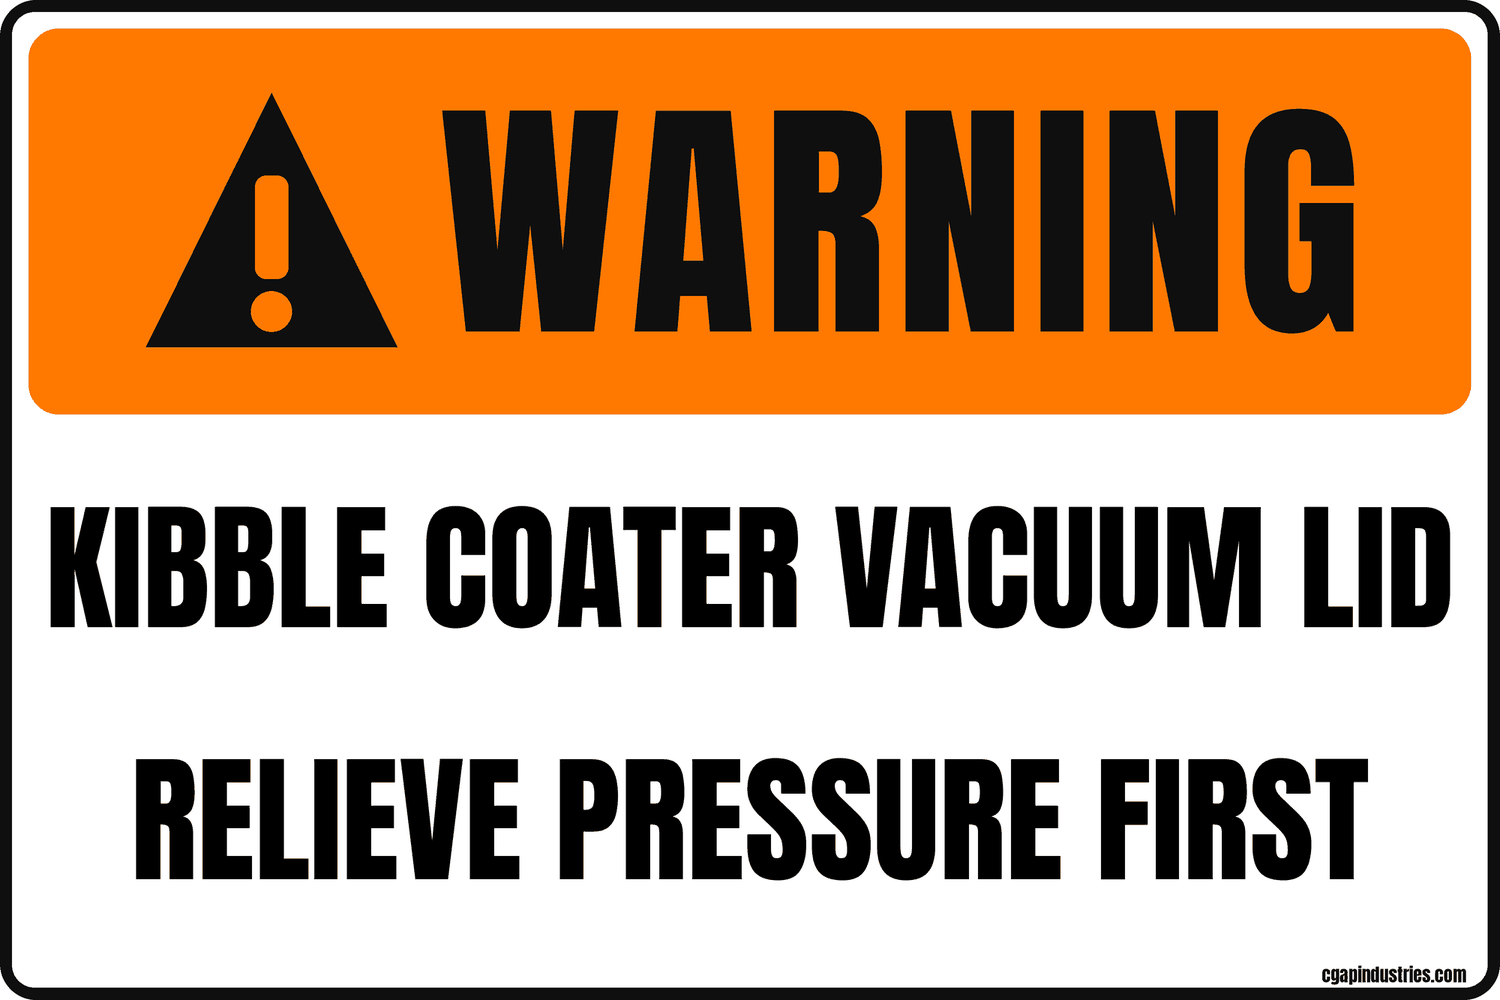 WARNING
KIBBLE COATER VACUUM LID
RELIEVE PRESSURE FIRST
cgapindustries.com